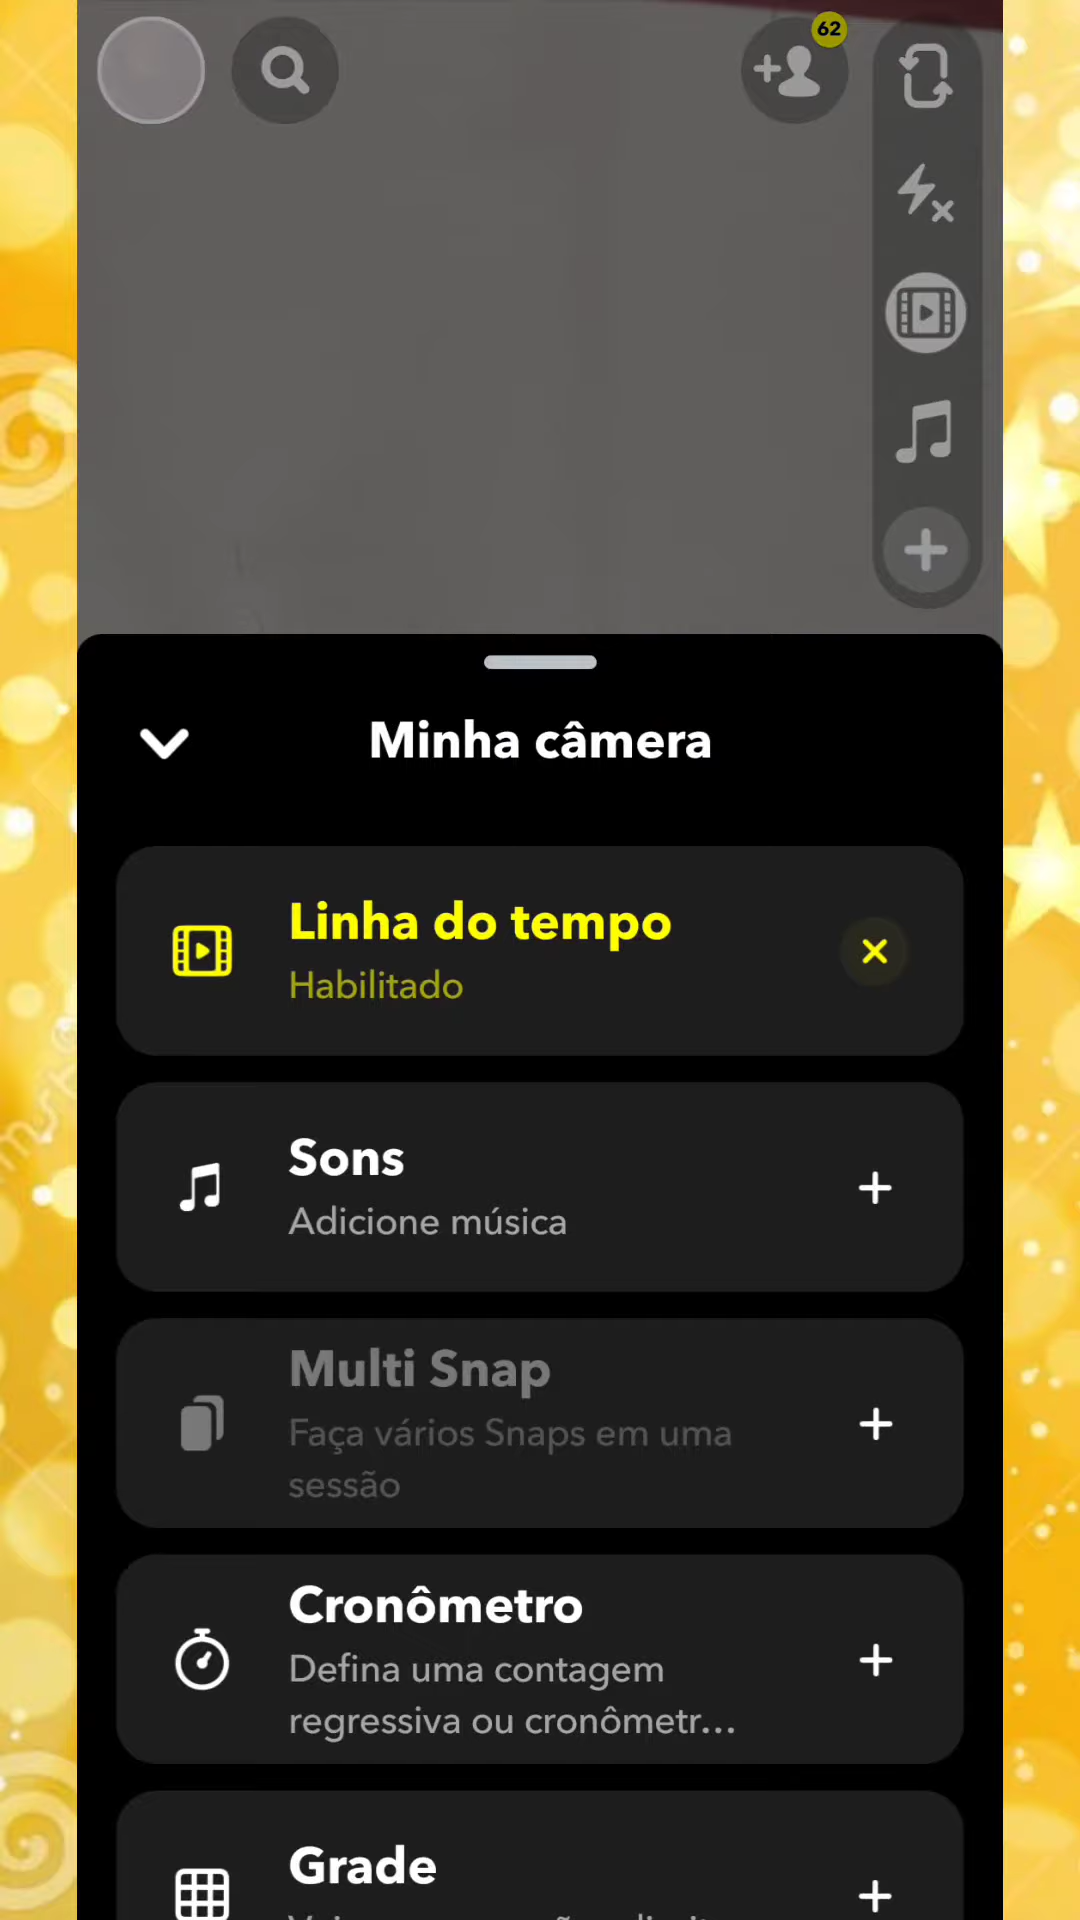 62
Minha câmera
Linha do tempo
Habilitado
Sons
Adicione música
Multi Snap
Faça vários Snaps em uma
sessão
Cronômetro
Defina uma contagem
regressiva ou cronômetr...
Grade